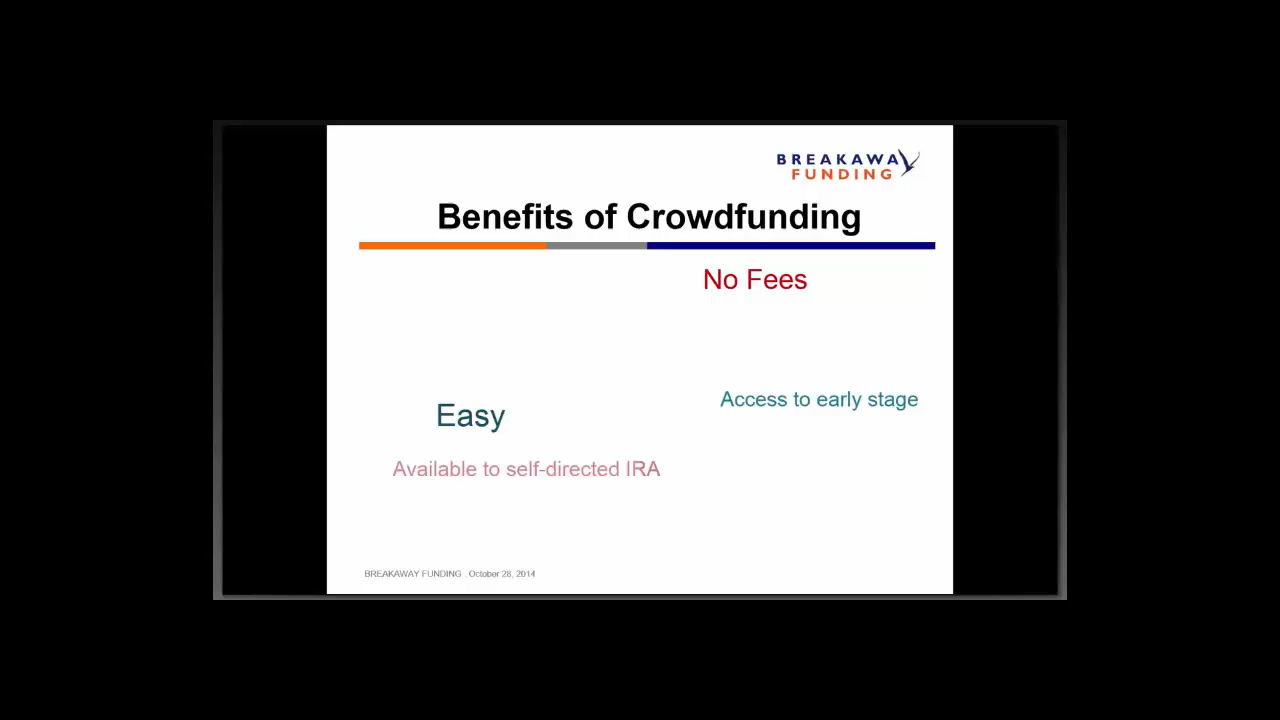 BREAKAWAY
FUNDING
Benefits of Crowdfunding
No Fees
Access to early stage
Easy
Available to self-directed IRA
BREAKAWAY FUNDING . October 28, 2014